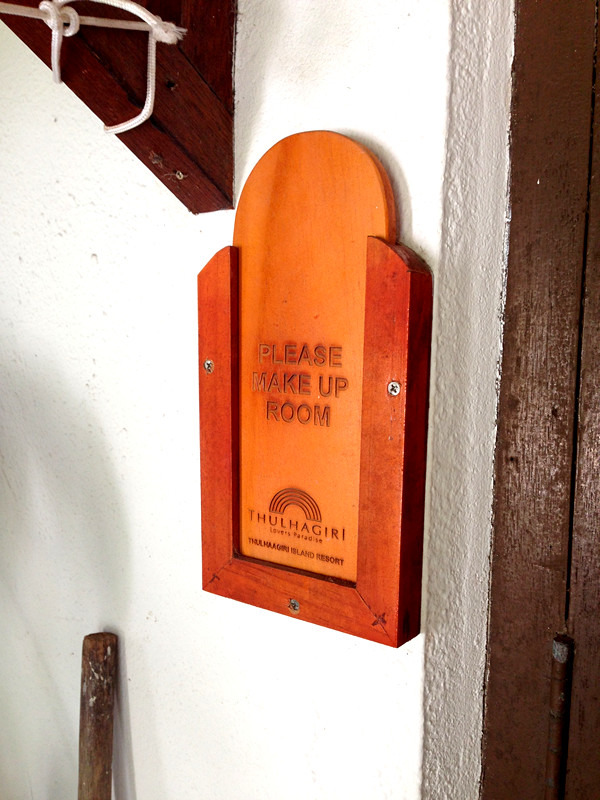 PLEASE
MAKE UP
ROOM
THULHAGIRI
Lovers Paradise
THULHAAGIRI ISLAND RESORT